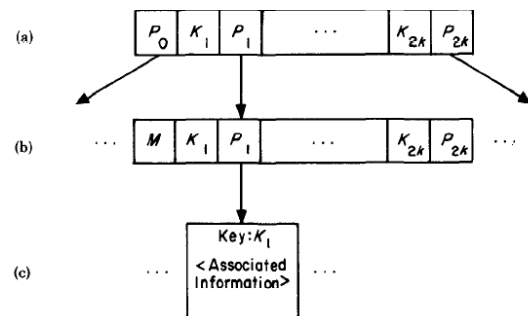 (a) P₀ K₁ P₁ ··· K₂ₖ P₂ₖ
(b) ··· M K₁ P₁ ··· K₂ₖ P₂ₖ ···
Key: K₁
(c) ··· <Associated ···
Information>